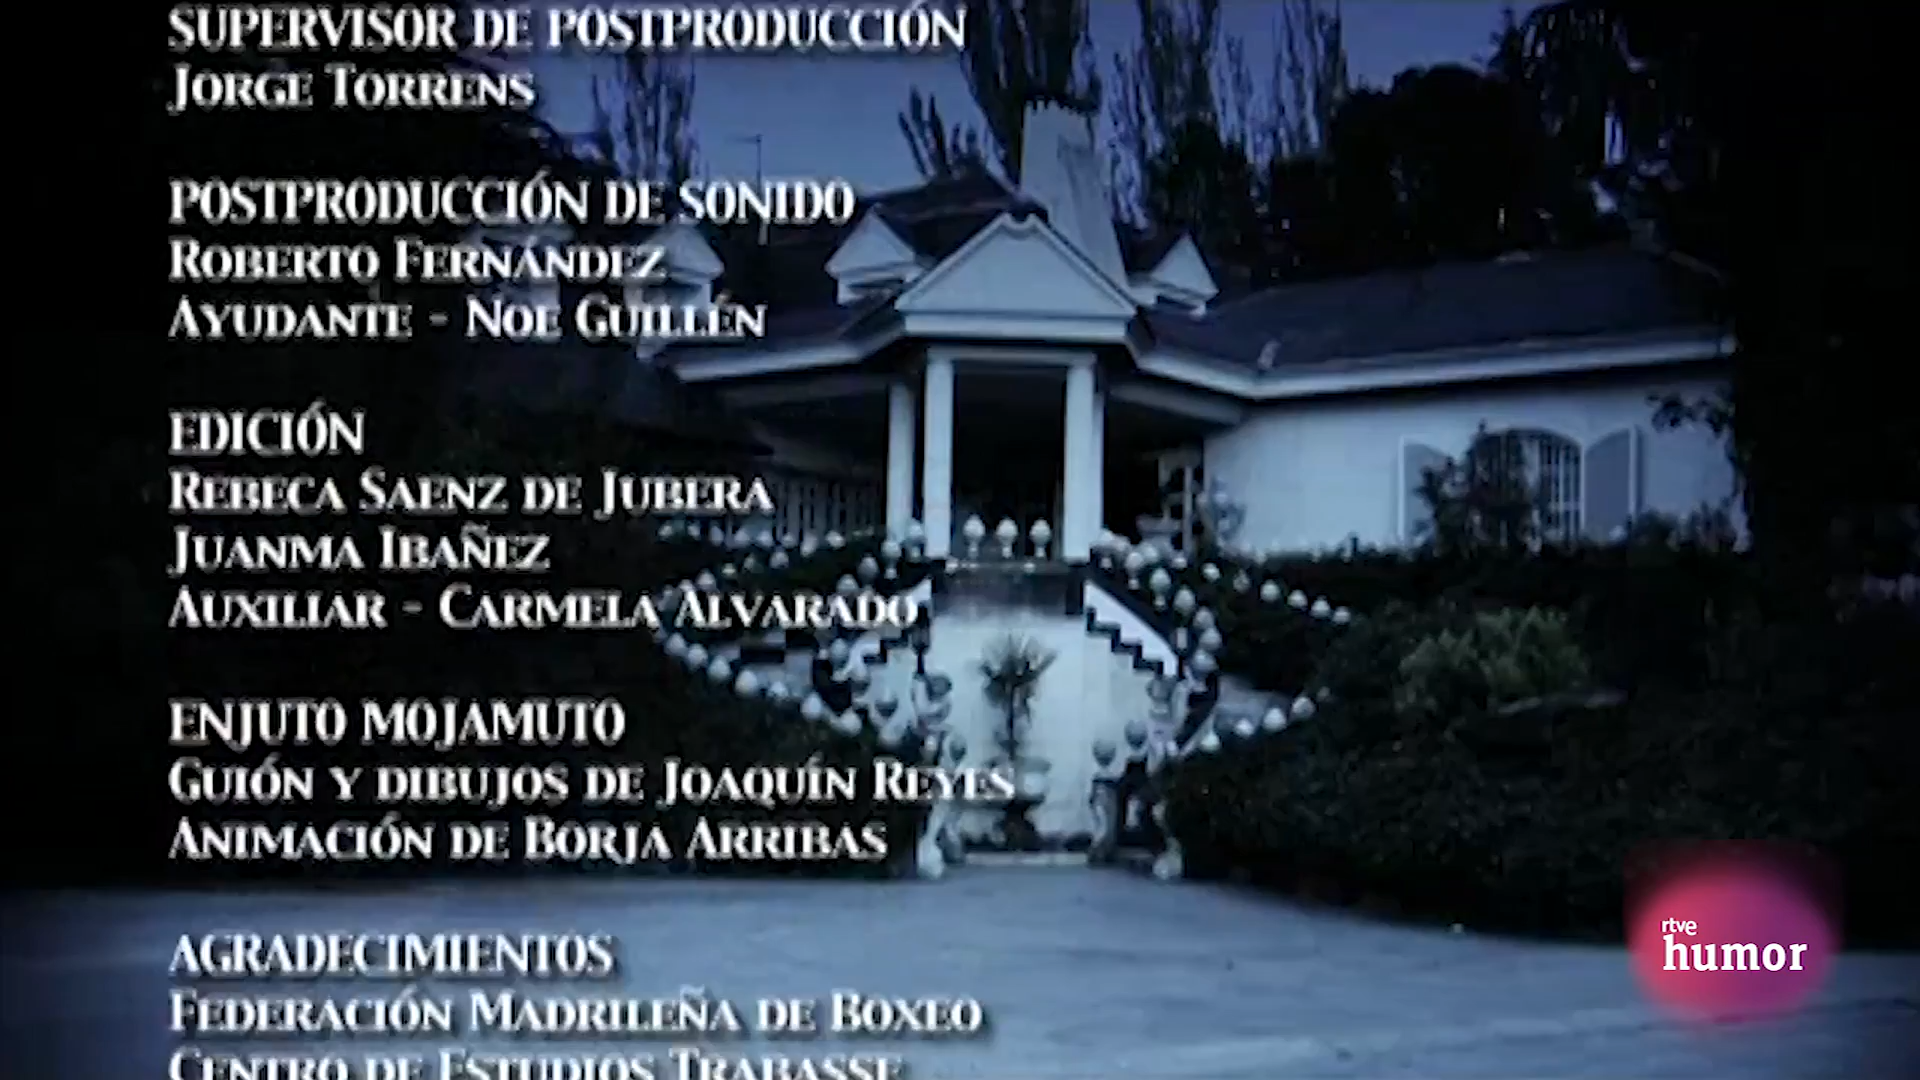 SUPERVISOR DE POSTPRODUCCIÓN
JORGE TORRENS
POSTPRODUCCIÓN DE SONIDO
ROBERTO FERNÁNDEZ
AYUDANTE - NOE GUILLÉN
EDICIÓN
REBECA SAENZ DE JUBERA
JUANMA IBAÑEZ
AUXILIAR - CARMELA ALVARADO
ENJUTO MOJAMUTO
GUIÓN Y DIBUJOS DE JOAQUÍN REYES
ANIMACIÓN DE BORJA ARRIBAS
AGRADECIMIENTOS
FEDERACIÓN MADRILEÑA DE BOXEO
CENTRO DE ESTUDIOS TRABASSE
rtve
humor